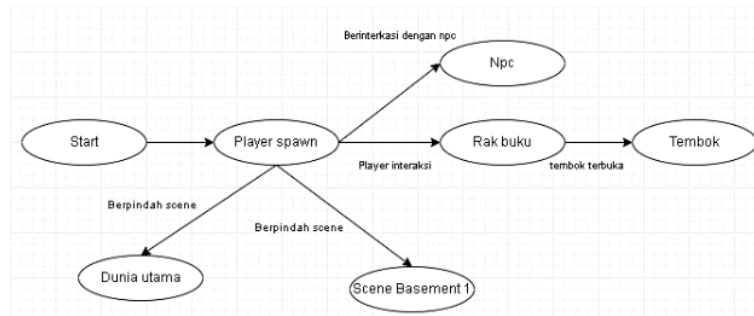 Berinterkasi dengan npc
Npc
Start
Player spawn
Rak buku
Tembok
Player interaksi
tembok terbuka
Berpindah scene
Berpindah scene
Dunia utama
Scene Basement 1